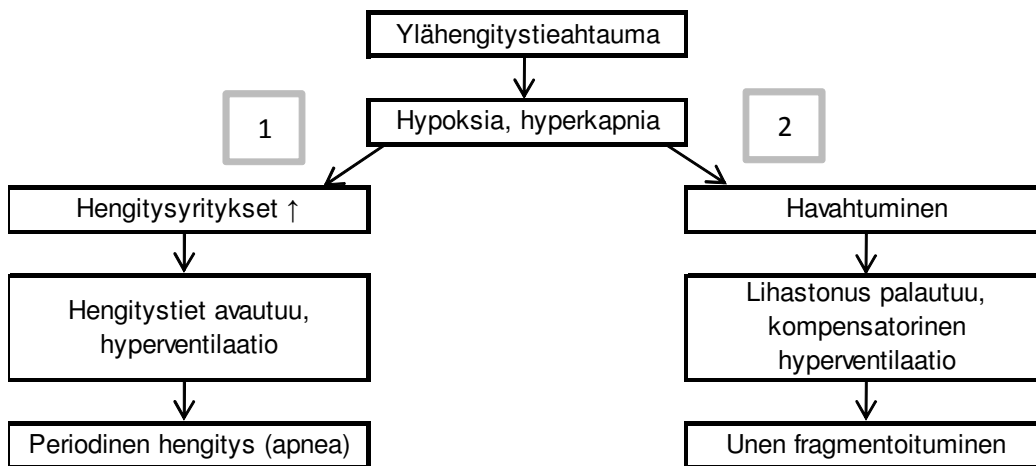 Ylähengitystieahtauma
1
Hypoksia, hyperkapnia
2
Hengitysyritykset ↑
Havahtuminen
Hengitystiet avautuu,
hyperventilaatio
Lihastonus palautuu,
kompensatorinen
hyperventilaatio
Periodinen hengitys (apnea)
Unen fragmentoituminen